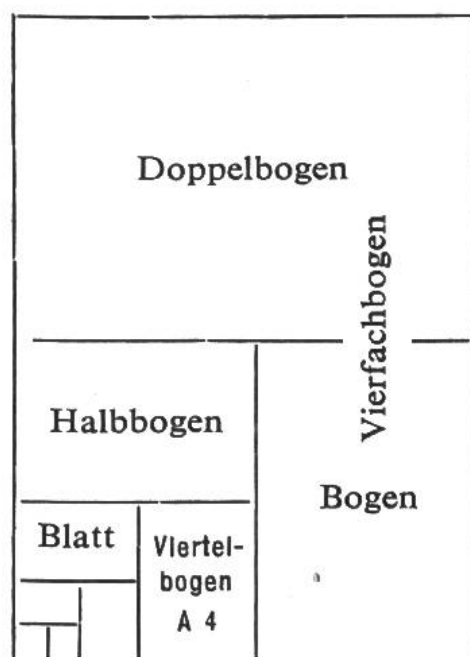 Doppelbogen
Vierfachbogen
Halbbogen
Bogen
Blatt
Viertel-
bogen
A 4